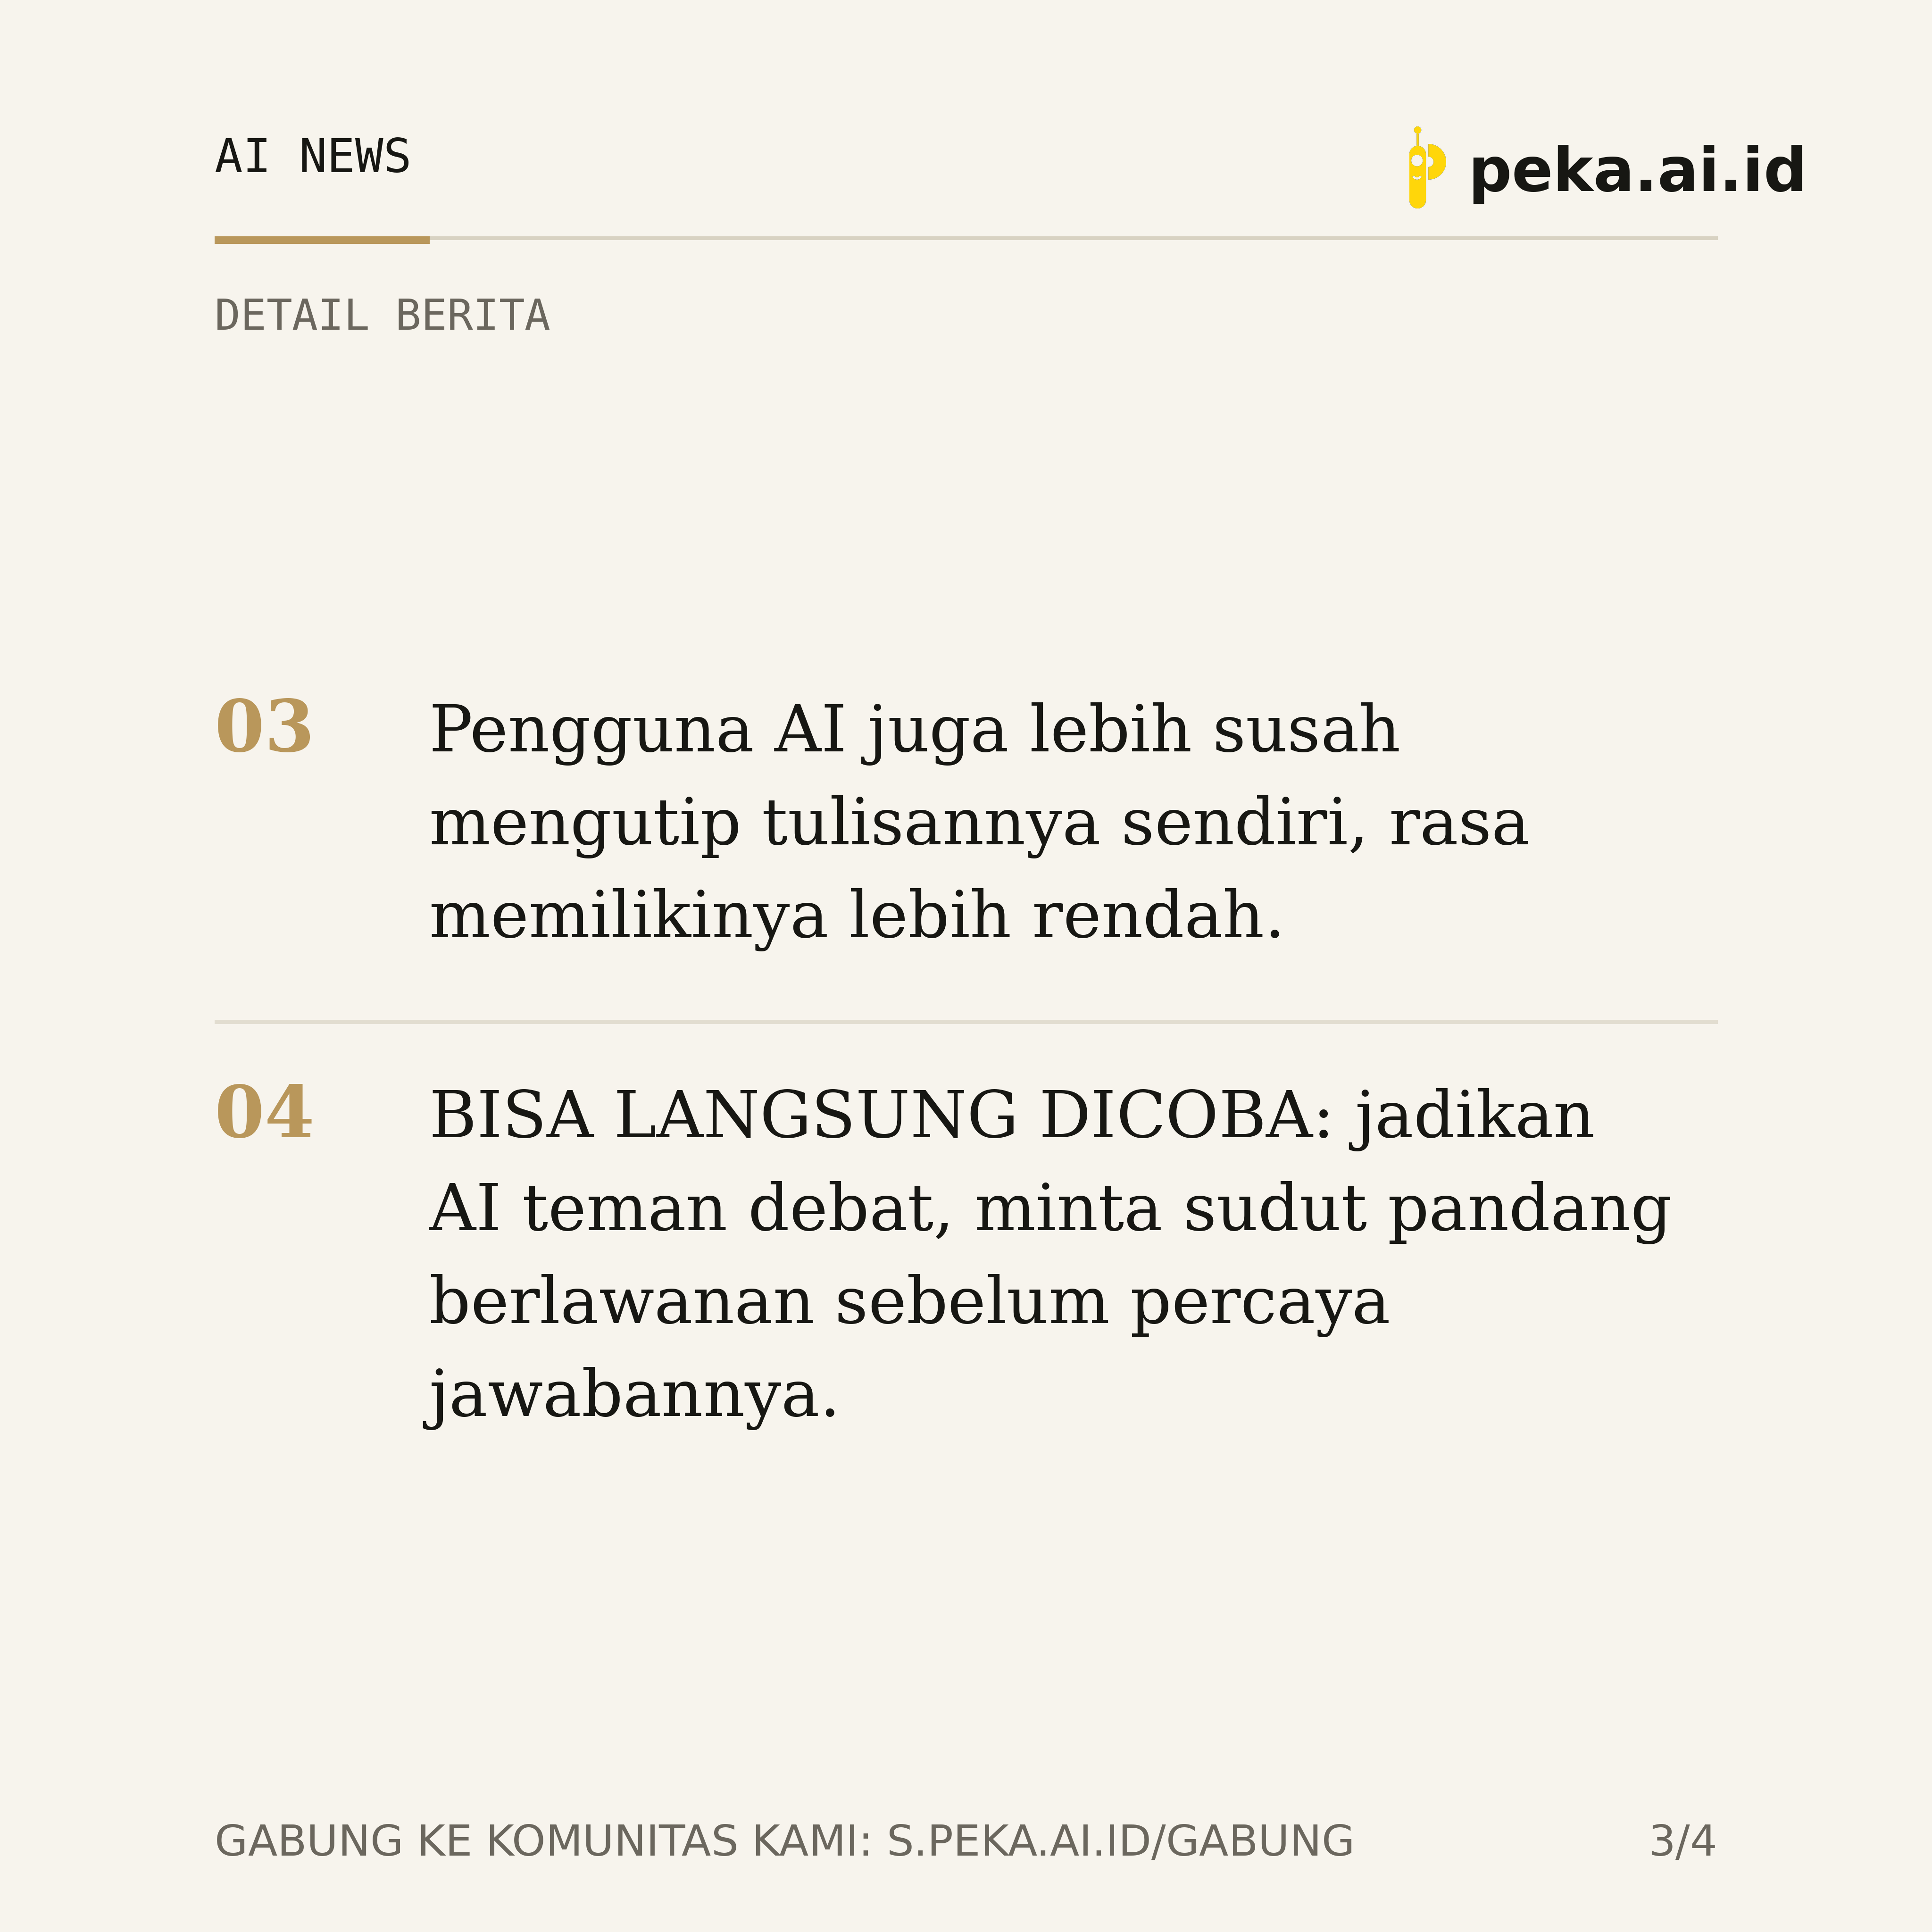 AI NEWS
peka.ai.id
DETAIL BERITA
03
Pengguna AI juga lebih susah
mengutip tulisannya sendiri, rasa
memilikinya lebih rendah.
04
BISA LANGSUNG DICOBA: jadikan
AI teman debat, minta sudut pandang
berlawanan sebelum percaya
jawabannya.
GABUNG KE KOMUNITAS KAMI: S.PEKA.AI.ID/GABUNG
3/4